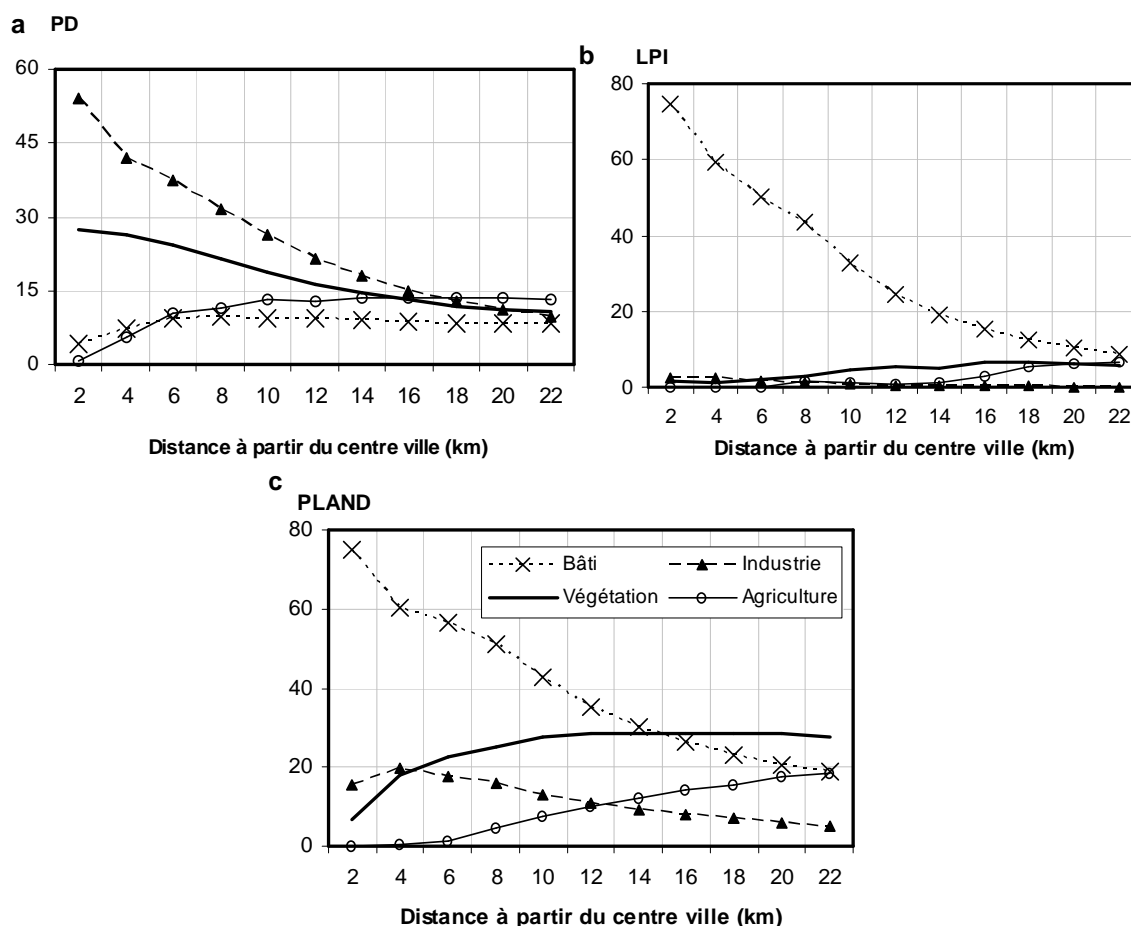 a PD
60
45
30
15
0
2 4 6 8 10 12 14 16 18 20 22
Distance à partir du centre ville (km)
b LPI
80
60
40
20
0
2 4 6 8 10 12 14 16 18 20 22
Distance à partir du centre ville (km)
c PLAND
80
60
40
20
0
Bâti Industrie
Végétation Agriculture
2 4 6 8 10 12 14 16 18 20 22
Distance à partir du centre ville (km)